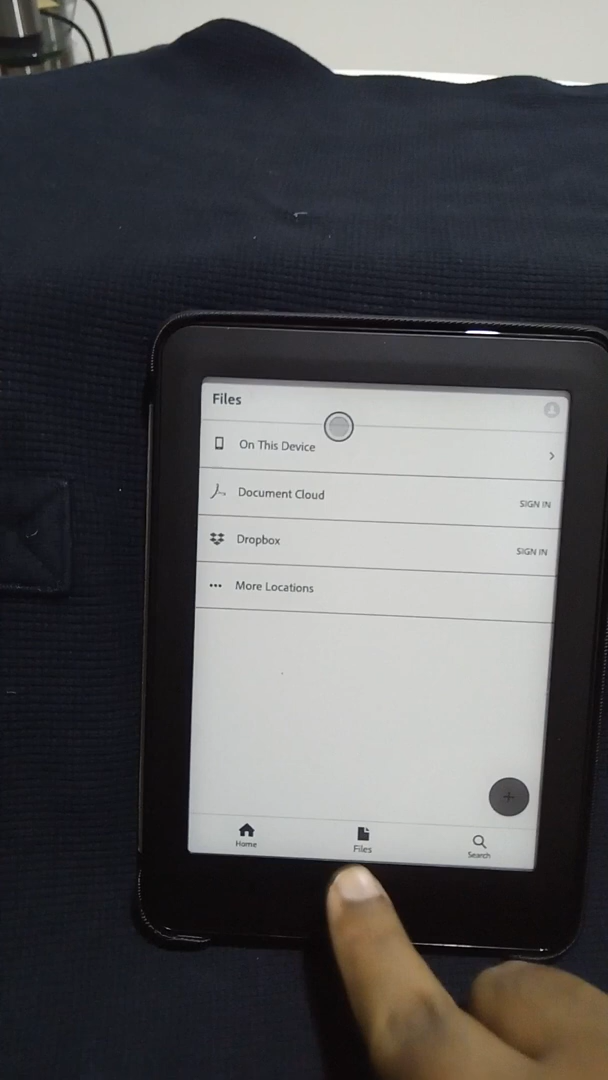 Files
On This Device
Document Cloud
SIGN IN
Dropbox
SIGN IN
More Locations
Home
Files
Search